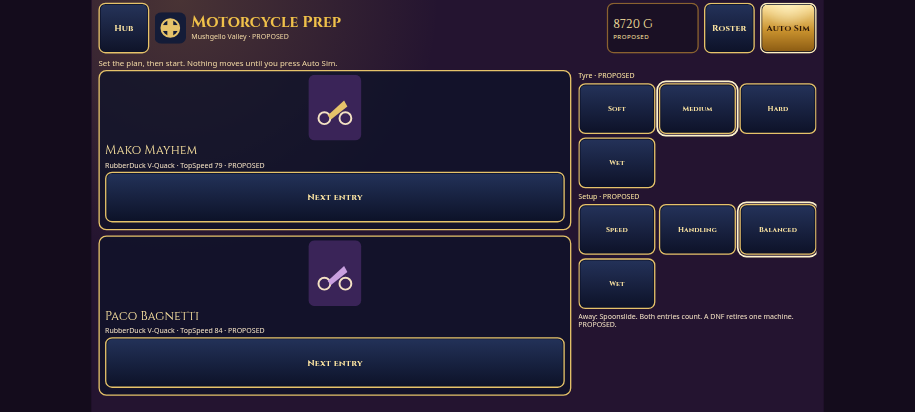 Hub
Motorcycle Prep
Mushgello Valley · PROPOSED
8720 G
PROPOSED
Roster
Auto Sim
Set the plan, then start. Nothing moves until you press Auto Sim.
Mako Mayhem
RubberDuck V-Quack · TopSpeed 79 · PROPOSED
Next entry
Paco Bagnetti
RubberDuck V-Quack · TopSpeed 84 · PROPOSED
Next entry
Tyre · PROPOSED
Soft
Medium
Hard
Wet
Setup · PROPOSED
Speed
Handling
Balanced
Wet
Away: Spoonslide. Both entries count. A DNF retires one machine.
PROPOSED.